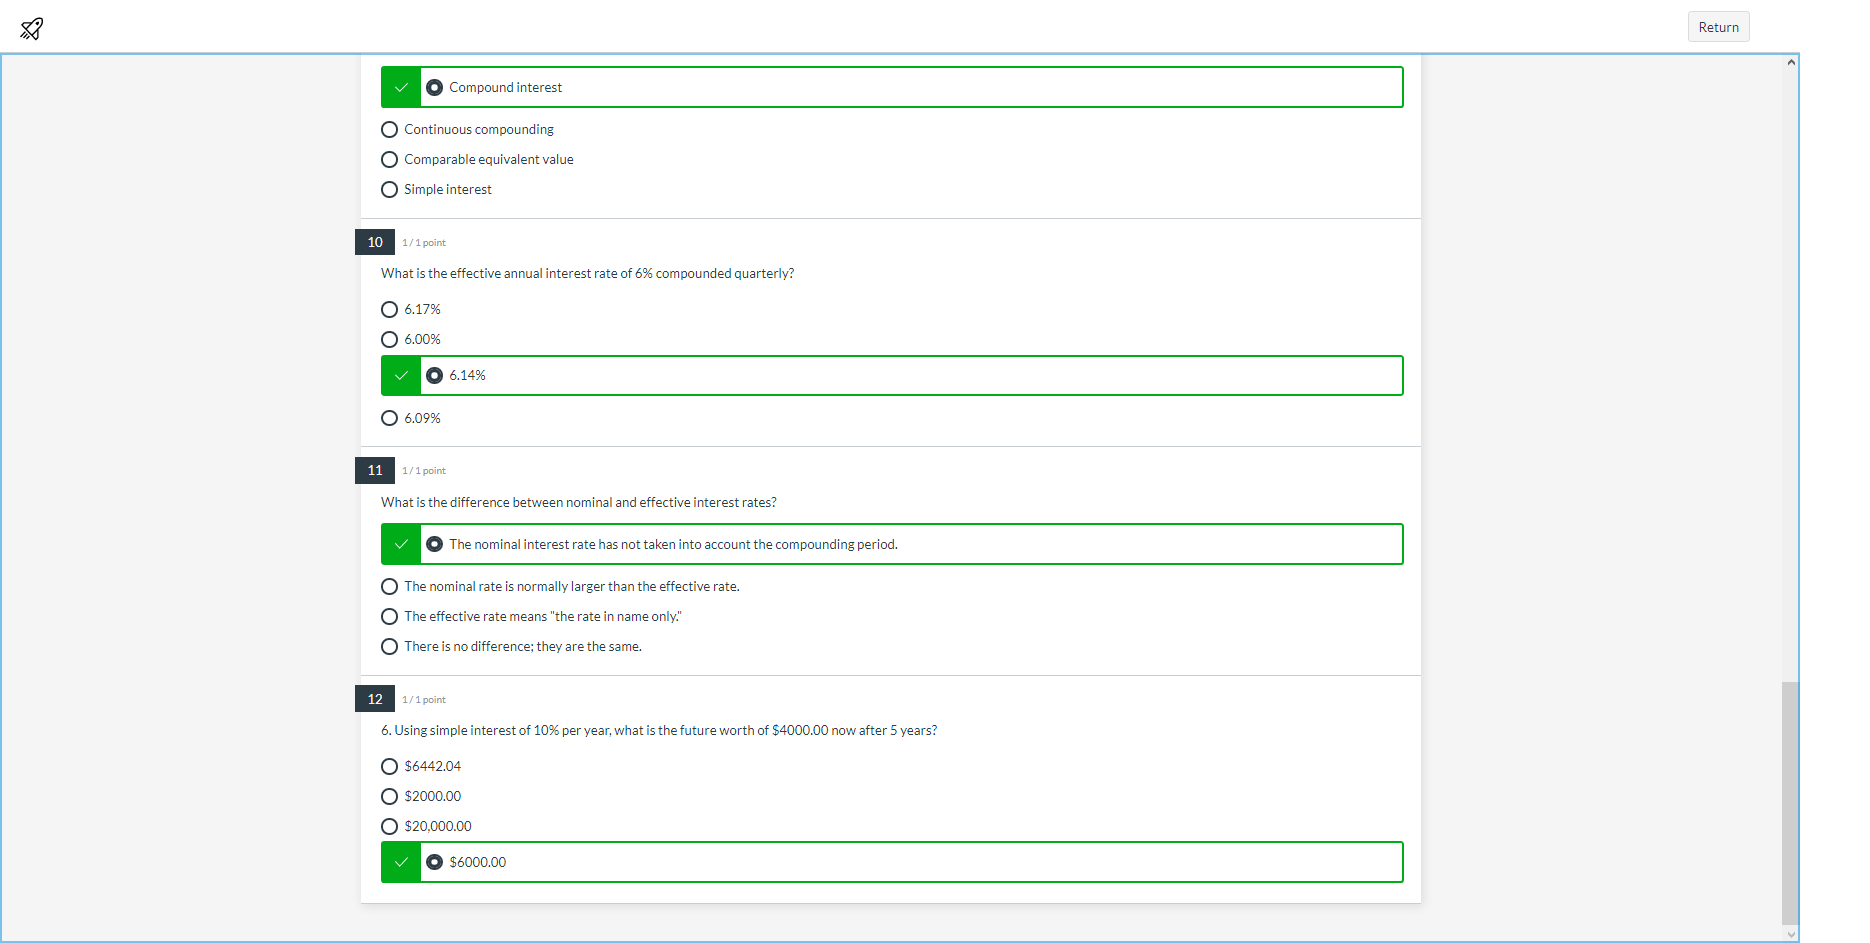 Return
Compound interest
Continuous compounding
Comparable equivalent value
Simple interest
10 1 / 1 point
What is the effective annual interest rate of 6% compounded quarterly?
6.17%
6.00%
6.14%
6.09%
11 1 / 1 point
What is the difference between nominal and effective interest rates?
The nominal interest rate has not taken into account the compounding period.
The nominal rate is normally larger than the effective rate.
The effective rate means "the rate in name only."
There is no difference; they are the same.
12 1 / 1 point
6. Using simple interest of 10% per year, what is the future worth of $4000.00 now after 5 years?
$6442.04
$2000.00
$20,000.00
$6000.00